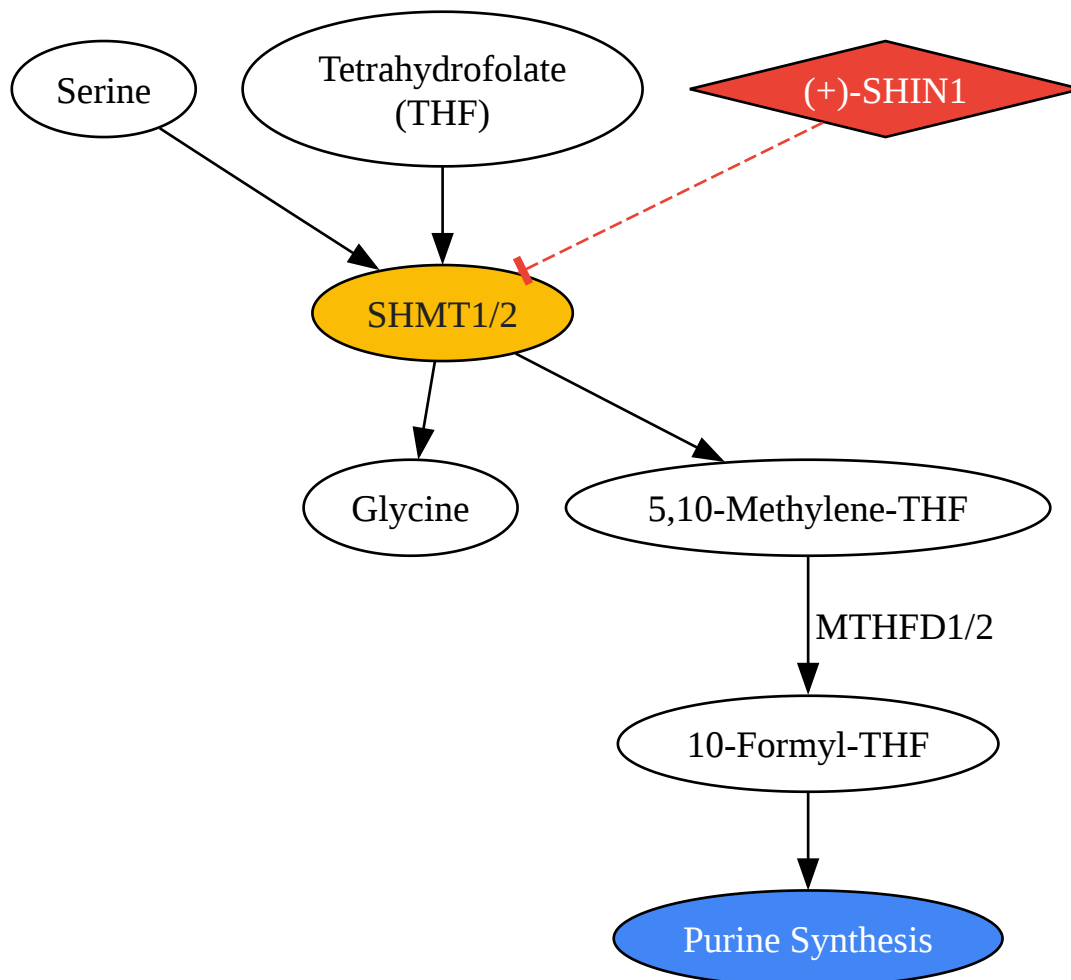 Serine
Tetrahydrofolate
(THF)
(+)-SHIN1
SHMT1/2
Glycine
5,10-Methylene-THF
MTHFD1/2
10-Formyl-THF
Purine Synthesis